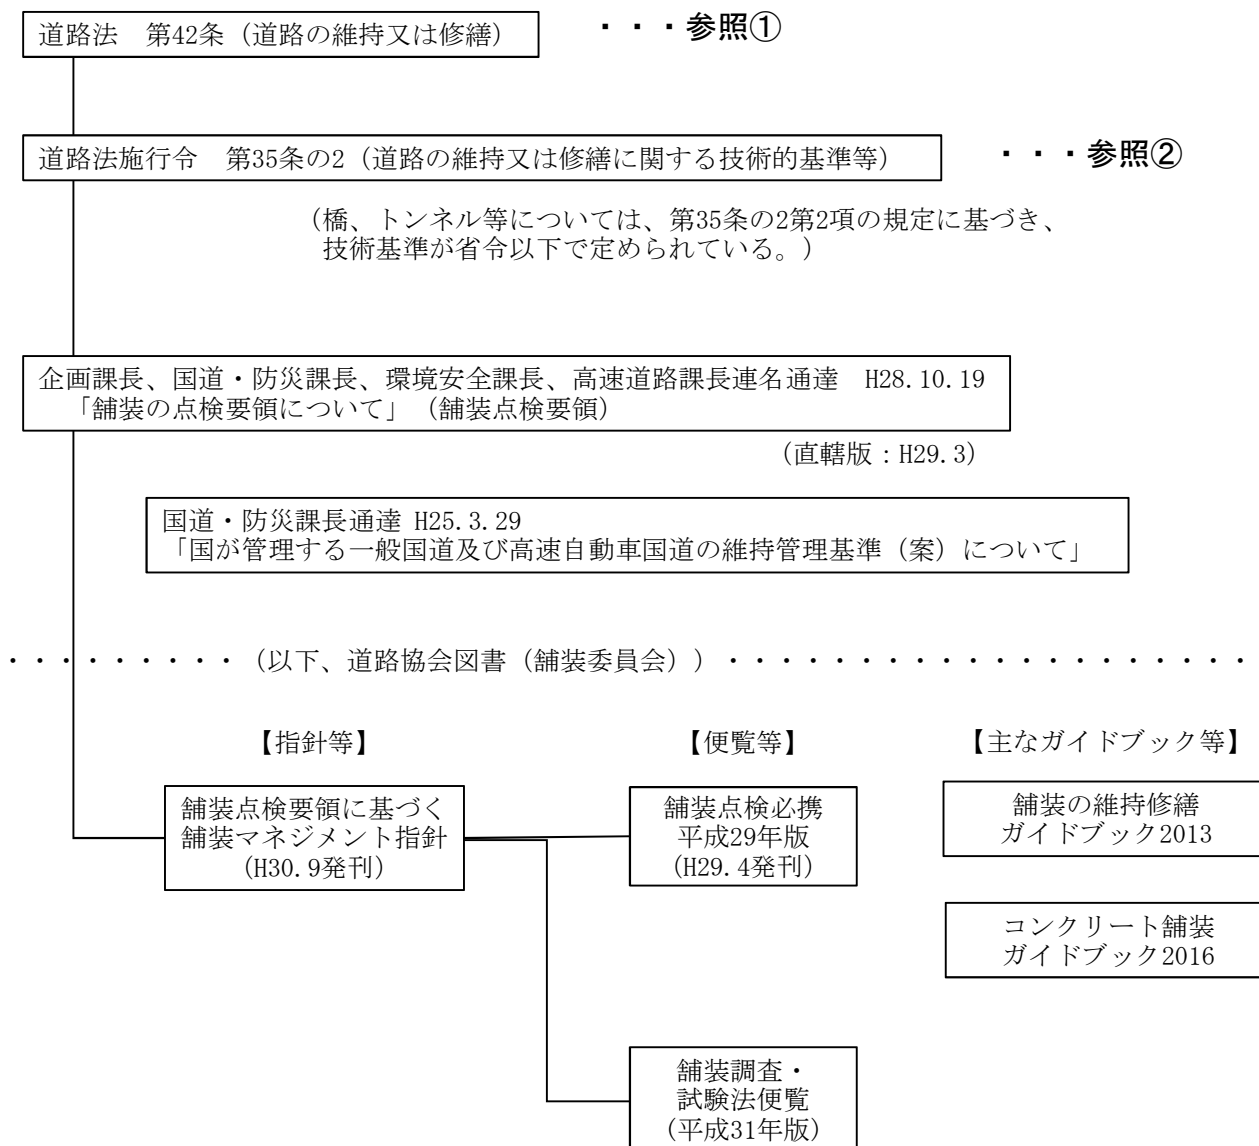 道路法　第42条（道路の維持又は修繕）
・・・参照①
道路法施行令　第35条の2（道路の維持又は修繕に関する技術的基準等）
・・・参照②
（橋、トンネル等については、第35条の2第2項の規定に基づき、
技術基準が省令以下で定められている。）
企画課長、国道・防災課長、環境安全課長、高速道路課長連名通達　H28.10.19
「舗装の点検要領について」（舗装点検要領）
（直轄版：H29.3）
国道・防災課長通達 H25.3.29
「国が管理する一般国道及び高速自動車国道の維持管理基準（案）について」
・・・・・・・・・・（以下、道路協会図書（舗装委員会））・・・・・・・・・・・・・・・・・・・・
【指針等】
【便覧等】
【主なガイドブック等】
舗装点検要領に基づく
舗装マネジメント指針
（H30.9発刊）
舗装点検必携
平成29年版
（H29.4発刊）
舗装の維持修繕
ガイドブック2013
コンクリート舗装
ガイドブック2016
舗装調査・
試験法便覧
（平成31年版）